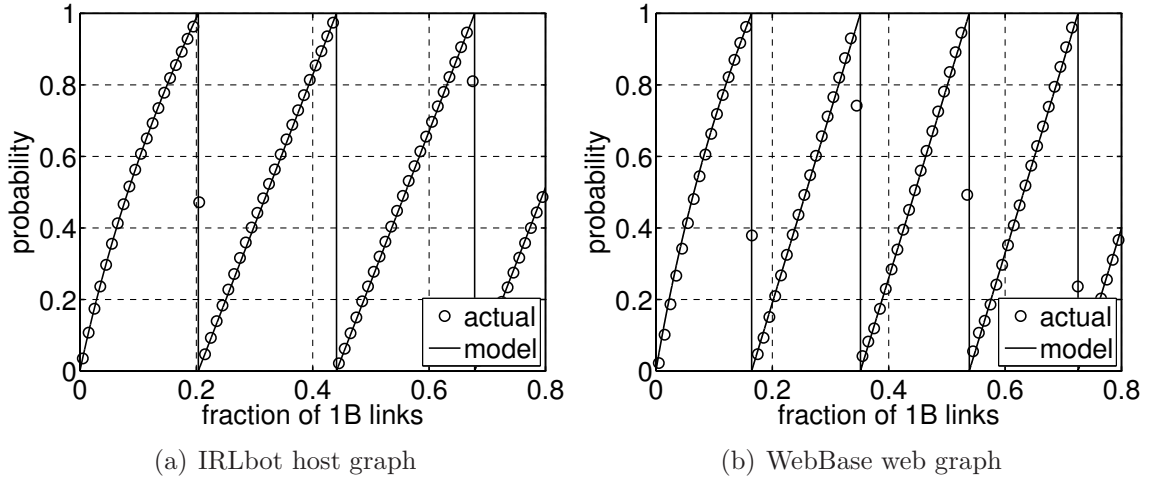 1
0.8
0.6
0.4
0.2
0
probability
0 0.2 0.4 0.6 0.8
fraction of 1B links
actual
model
(a) IRLbot host graph
1
0.8
0.6
0.4
0.2
0
probability
0 0.2 0.4 0.6 0.8
fraction of 1B links
actual
model
(b) WebBase web graph